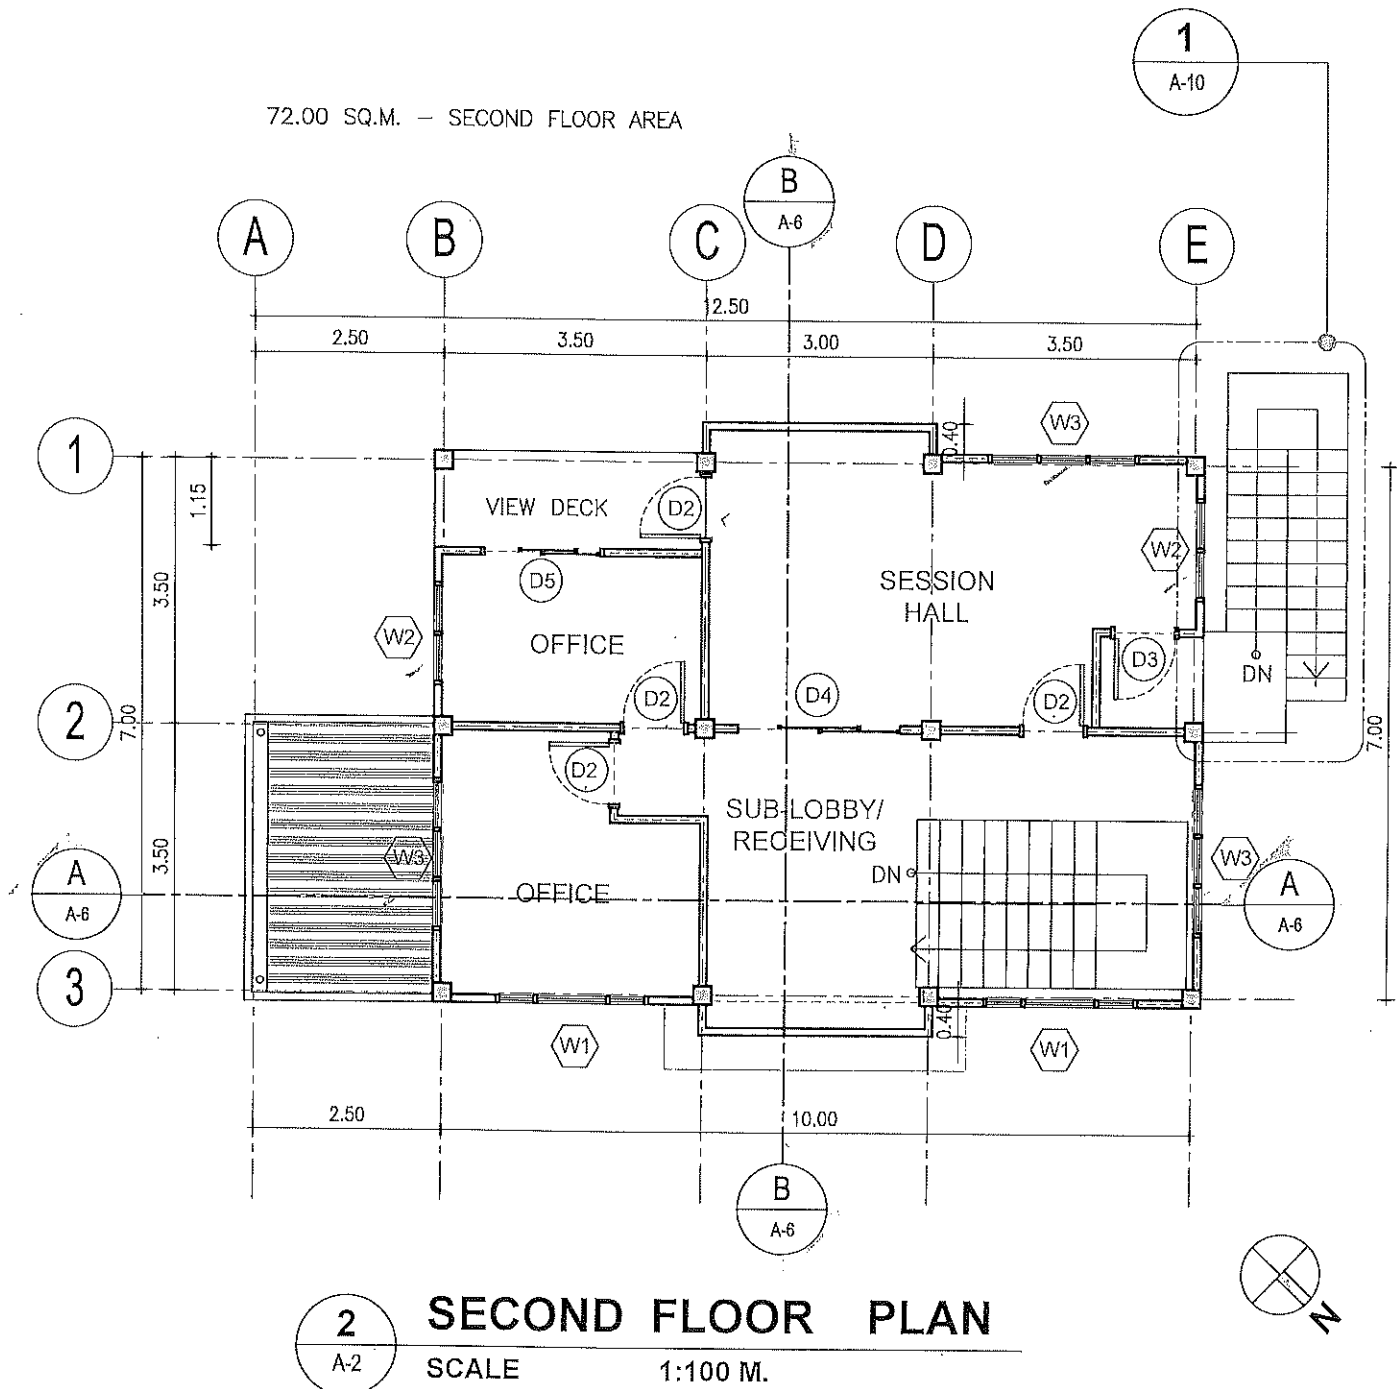 1
A-10
72.00 SQ.M. – SECOND FLOOR AREA
B
A-6
A
B
C
D
E
12.50
2.50
3.50
3.00
3.50
1
W3
0.40
1.15
VIEW DECK
D2
W2
D5
SESSION
HALL
3.50
W2
OFFICE
D3
DN
D2
D4
D2
2
7.00
7.00
D2
SUB-LOBBY/
RECEIVING
3.50
W3
W3
DN
A
A-6
OFFICE
A
A-6
3
0.40
W1
W1
2.50
10.00
B
A-6
N
2
A-2
SECOND FLOOR PLAN
SCALE 1:100 M.